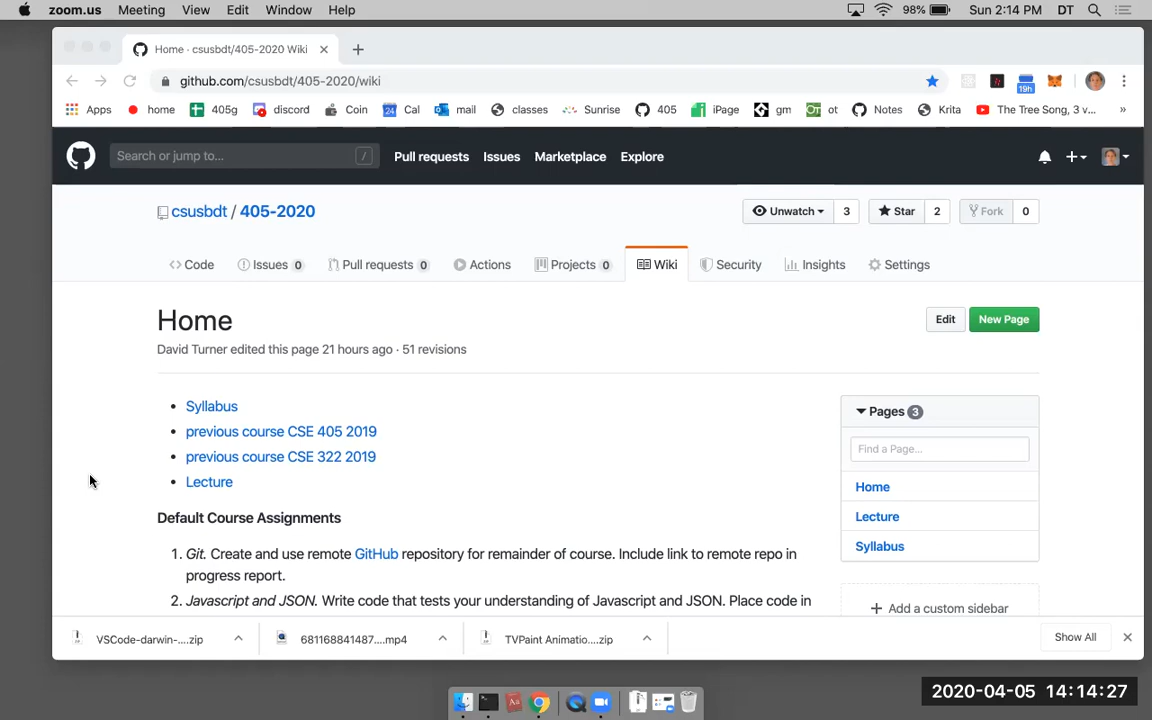 zoom.us Meeting View Edit Window Help 98% Sun 2:14 PM DT
Home · csusbdt/405-2020 Wiki
github.com/csusbdt/405-2020/wiki 19h
Apps home 405g discord Coin 24 Cal mail classes Sunrise 405 iPage gm OT ot Notes Krita The Tree Song, 3 v... »
Search or jump to... / Pull requests Issues Marketplace Explore
csusbdt / 405-2020 Unwatch 3 Star 2 Fork 0
Code Issues 0 Pull requests 0 Actions Projects 0 Wiki Security Insights Settings
Home Edit New Page
David Turner edited this page 21 hours ago · 51 revisions
• Syllabus
• previous course CSE 405 2019
• previous course CSE 322 2019
• Lecture
Default Course Assignments
1. Git. Create and use remote GitHub repository for remainder of course. Include link to remote repo in
progress report.
2. Javascript and JSON. Write code that tests your understanding of Javascript and JSON. Place code in
Pages 3
Find a Page...
Home
Lecture
Syllabus
+ Add a custom sidebar
VSCode-darwin-....zip 681168841487....mp4 TVPaint Animatio....zip Show All
2020-04-05 14:14:27